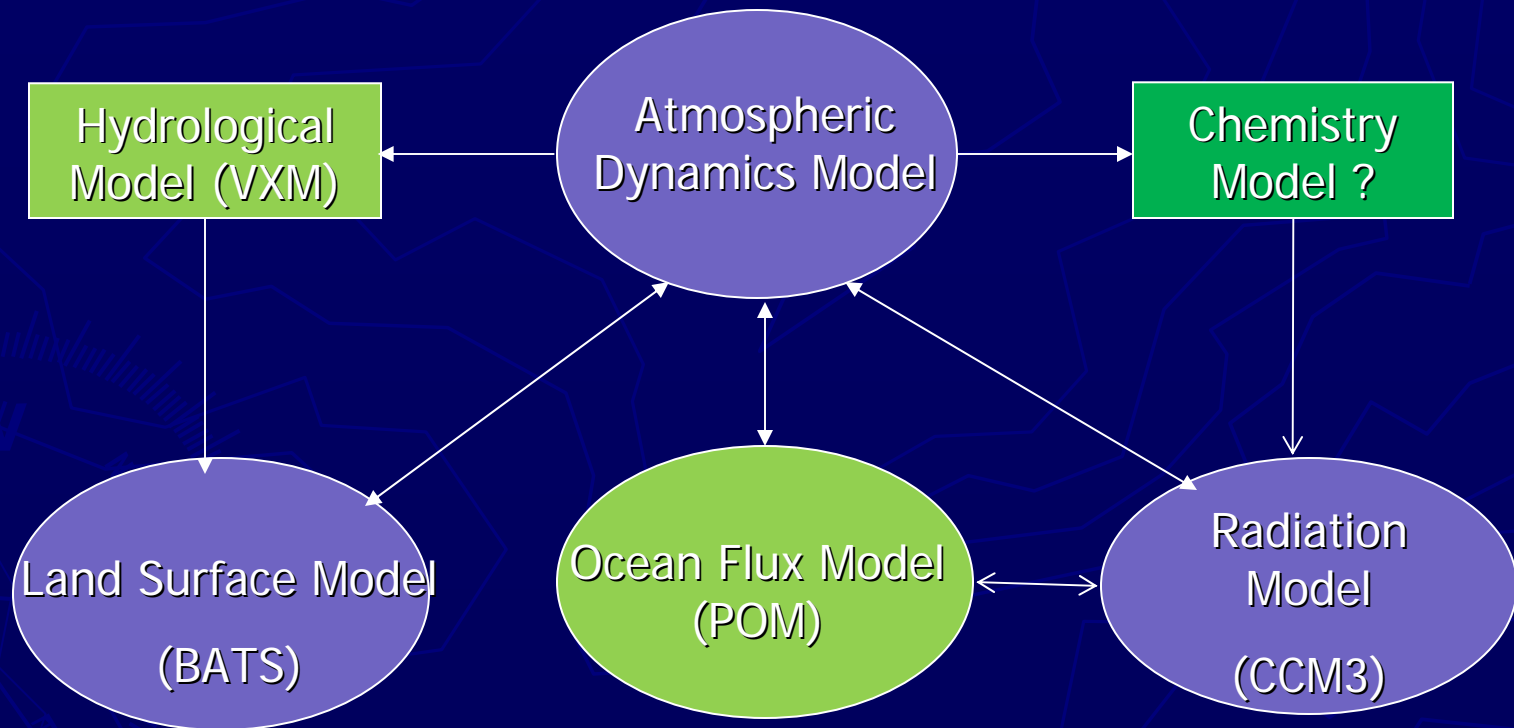 Hydrological
Model (VXM)
Atmospheric
Dynamics Model
Chemistry
Model ?
Land Surface Model
(BATS)
Ocean Flux Model
(POM)
Radiation
Model
(CCM3)